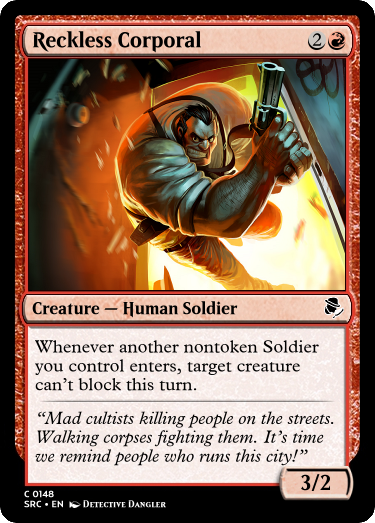 Reckless Corporal 2
Creature — Human Soldier
Whenever another nontoken Soldier
you control enters, target creature
can't block this turn.
“Mad cultists killing people on the streets.
Walking corpses fighting them. It's time
we remind people who runs this city!”
3/2
C 0148
SRC • EN Detective Dangler